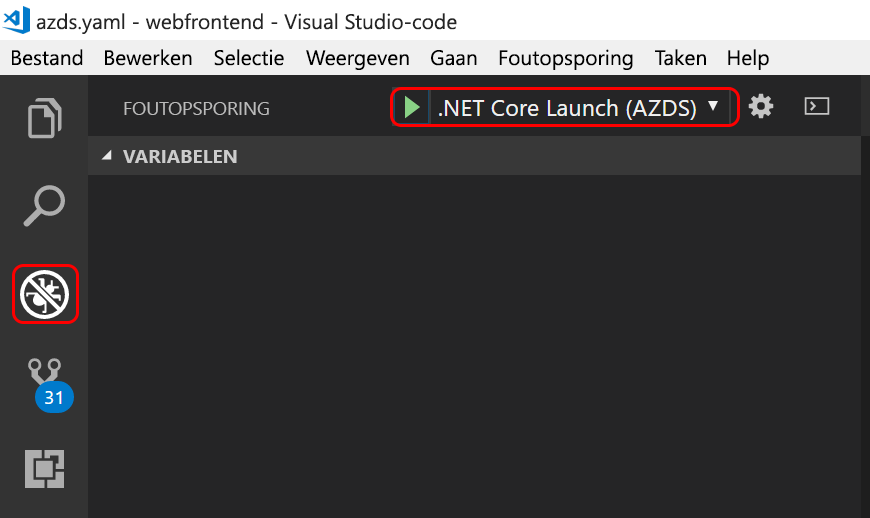 azds.yaml - webfrontend - Visual Studio-code
Bestand Bewerken Selectie Weergeven Gaan Foutopsporing Taken Help
FOUTOPSPORING .NET Core Launch (AZDS)
VARIABELEN
31